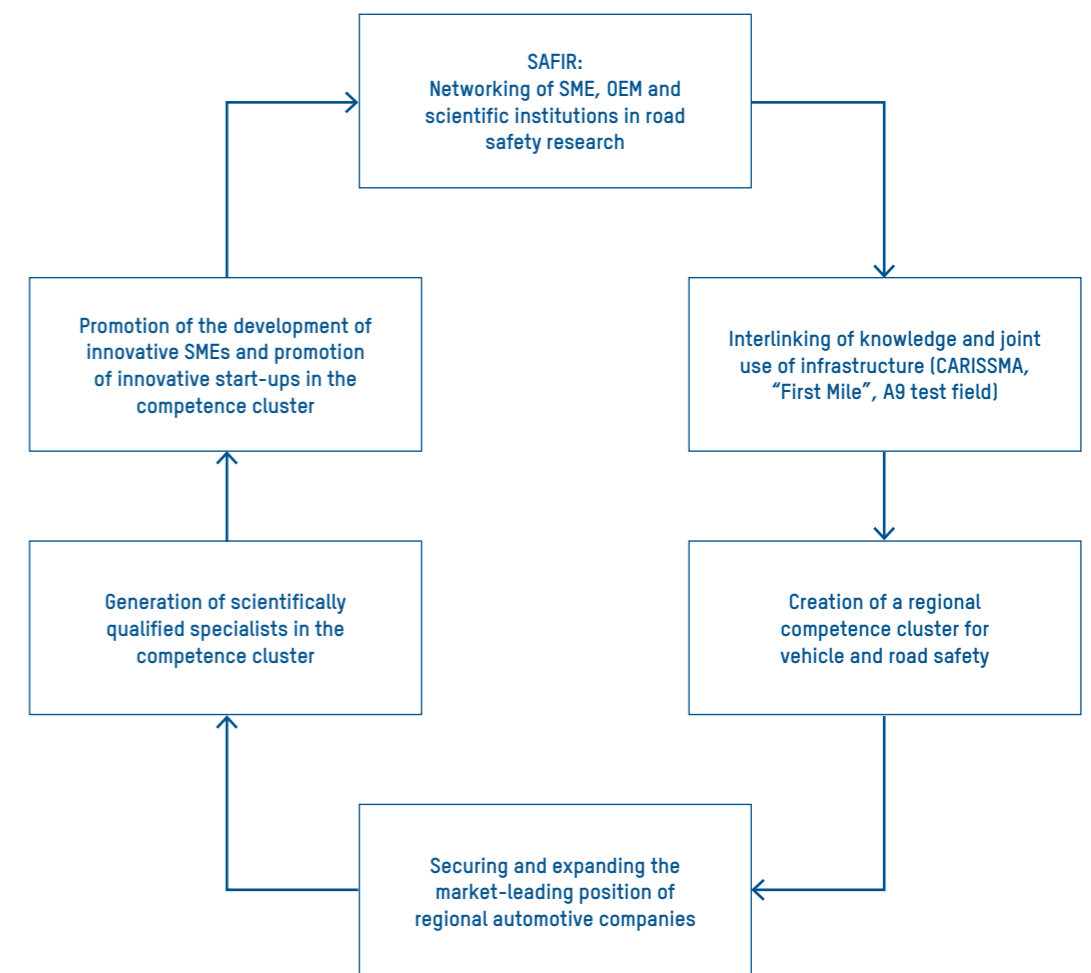 SAFIR:
Networking of SME, OEM and
scientific institutions in road
safety research
Interlinking of knowledge and joint
use of infrastructure (CARISSMA,
“First Mile”, A9 test field)
Creation of a regional
competence cluster for
vehicle and road safety
Securing and expanding the
market-leading position of
regional automotive companies
Generation of scientifically
qualified specialists in the
competence cluster
Promotion of the development of
innovative SMEs and promotion
of innovative start-ups in the
competence cluster